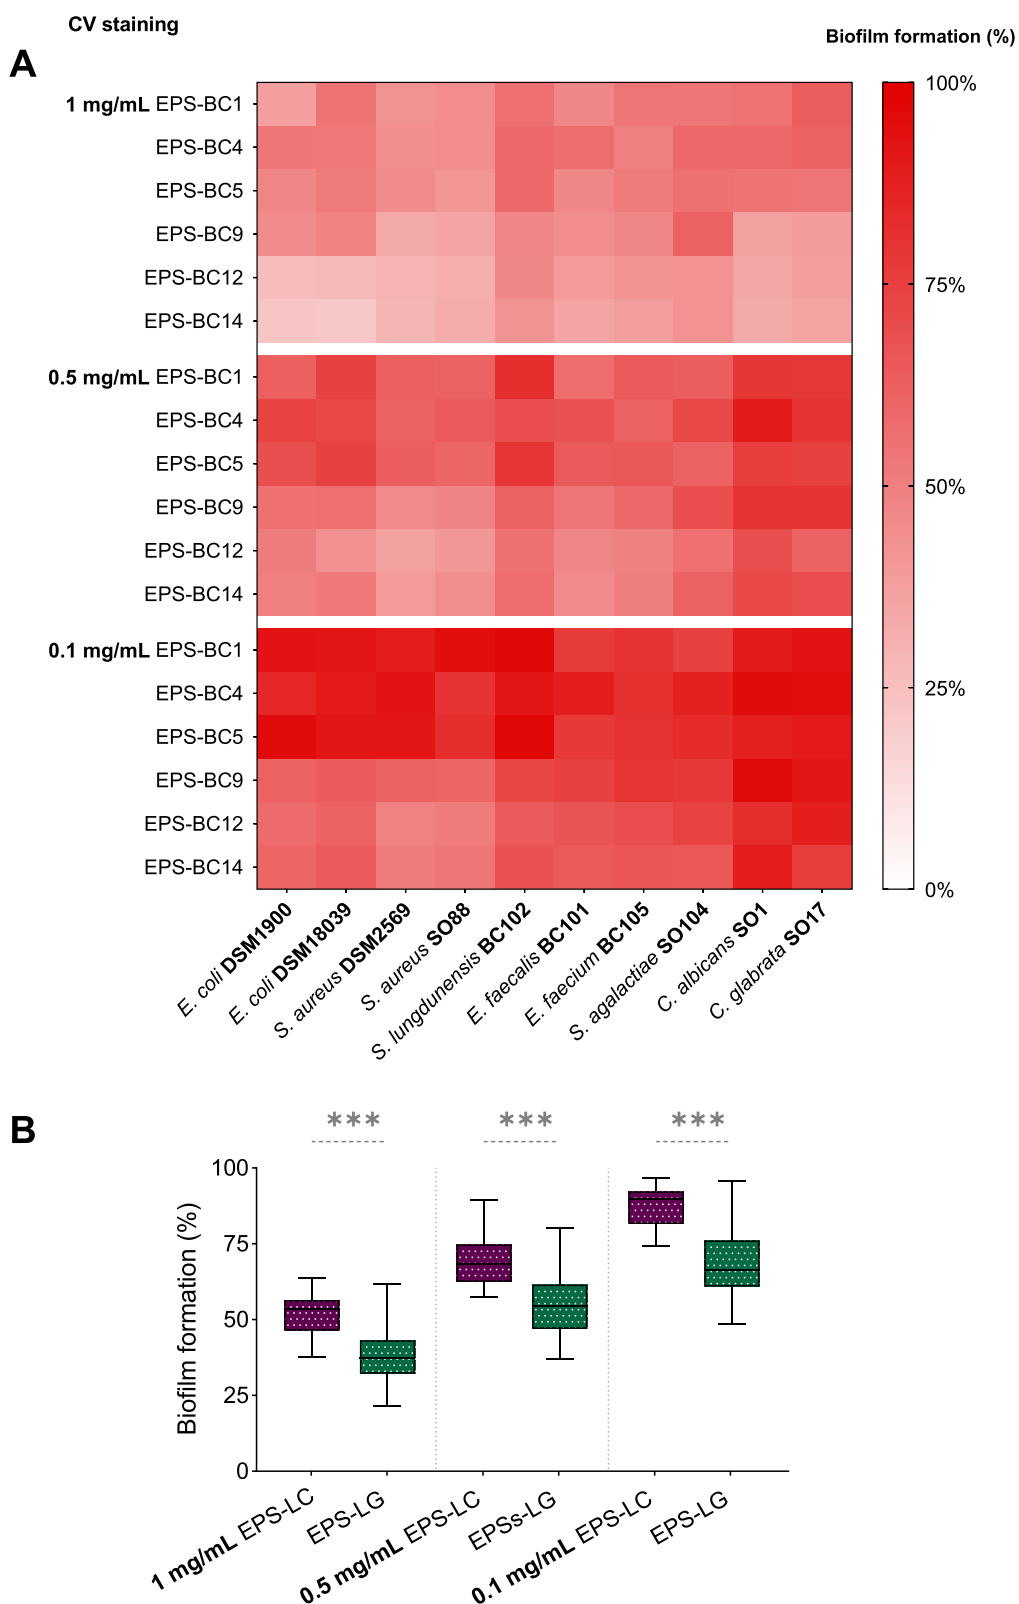 CV staining
A
Biofilm formation (%)
1 mg/mL EPS-BC1
EPS-BC4
EPS-BC5
EPS-BC9
EPS-BC12
EPS-BC14
0.5 mg/mL EPS-BC1
EPS-BC4
EPS-BC5
EPS-BC9
EPS-BC12
EPS-BC14
0.1 mg/mL EPS-BC1
EPS-BC4
EPS-BC5
EPS-BC9
EPS-BC12
EPS-BC14
100%
75%
50%
25%
0%
E. coli DSM1900
E. coli DSM18039
S. aureus DSM2569
S. aureus SO88
S. lungdunensis BC102
E. faecalis BC101
E. faecium BC105
S. agalactiae SO104
C. albicans SO1
C. glabrata SO17
B
***
***
***
Biofilm formation (%)
100
75
50
25
0
1 mg/mL EPS-LC
EPS-LG
0.5 mg/mL EPS-LC
EPSs-LG
0.1 mg/mL EPS-LC
EPS-LG